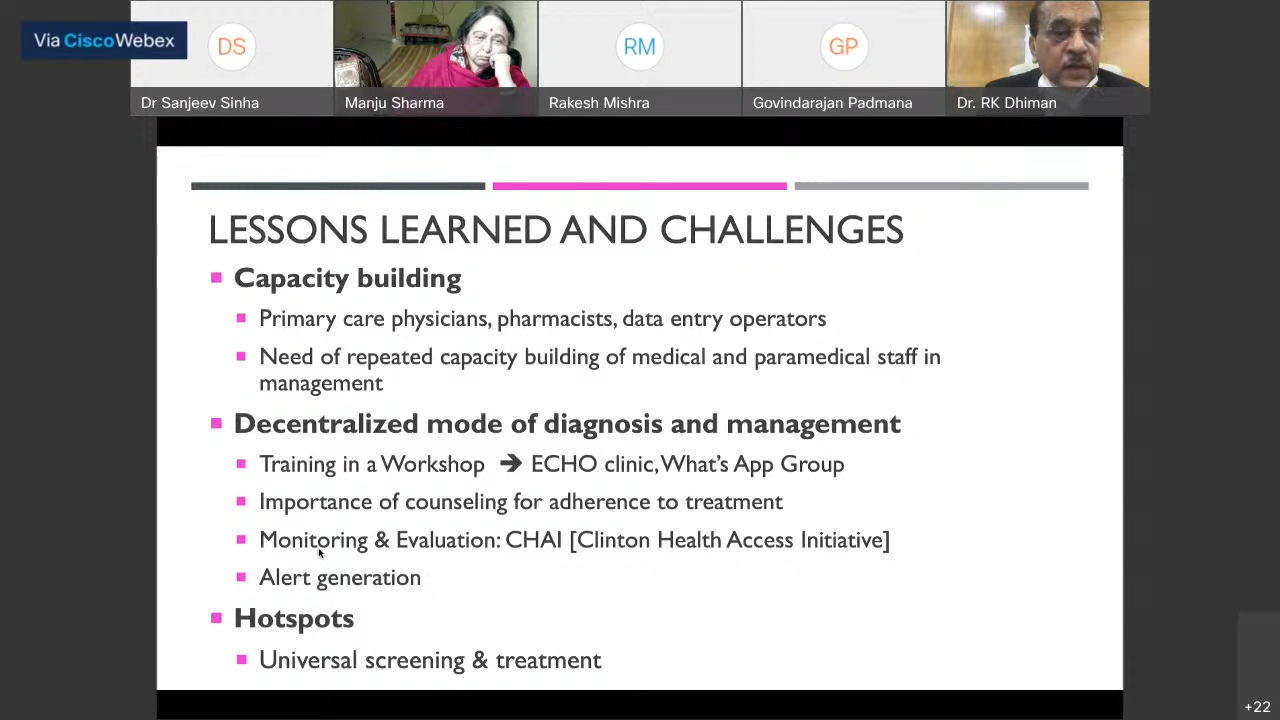 Via Cisco Webex
DS
RM
GP
Dr Sanjeev Sinha
Manju Sharma
Rakesh Mishra
Govindarajan Padmana
Dr. RK Dhiman
LESSONS LEARNED AND CHALLENGES
Capacity building
Primary care physicians, pharmacists, data entry operators
Need of repeated capacity building of medical and paramedical staff in
management
Decentralized mode of diagnosis and management
Training in a Workshop ➔ ECHO clinic, What's App Group
Importance of counseling for adherence to treatment
Monitoring & Evaluation: CHAI [Clinton Health Access Initiative]
Alert generation
Hotspots
Universal screening & treatment
+22